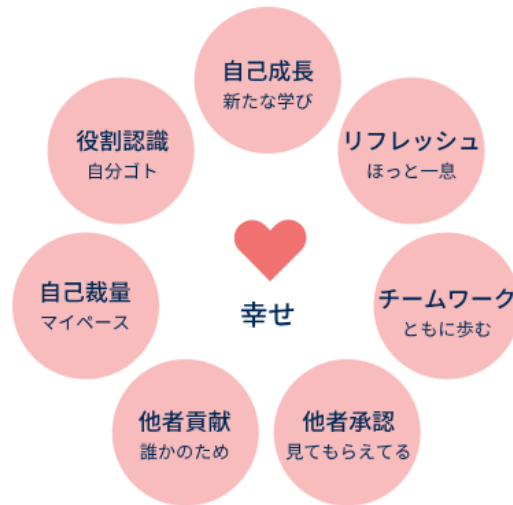 自己成長
新たな学び
リフレッシュ
ほっと一息
チームワーク
ともに歩む
他者承認
見てもらえてる
他者貢献
誰かのため
自己裁量
マイペース
役割認識
自分ゴト
幸せ